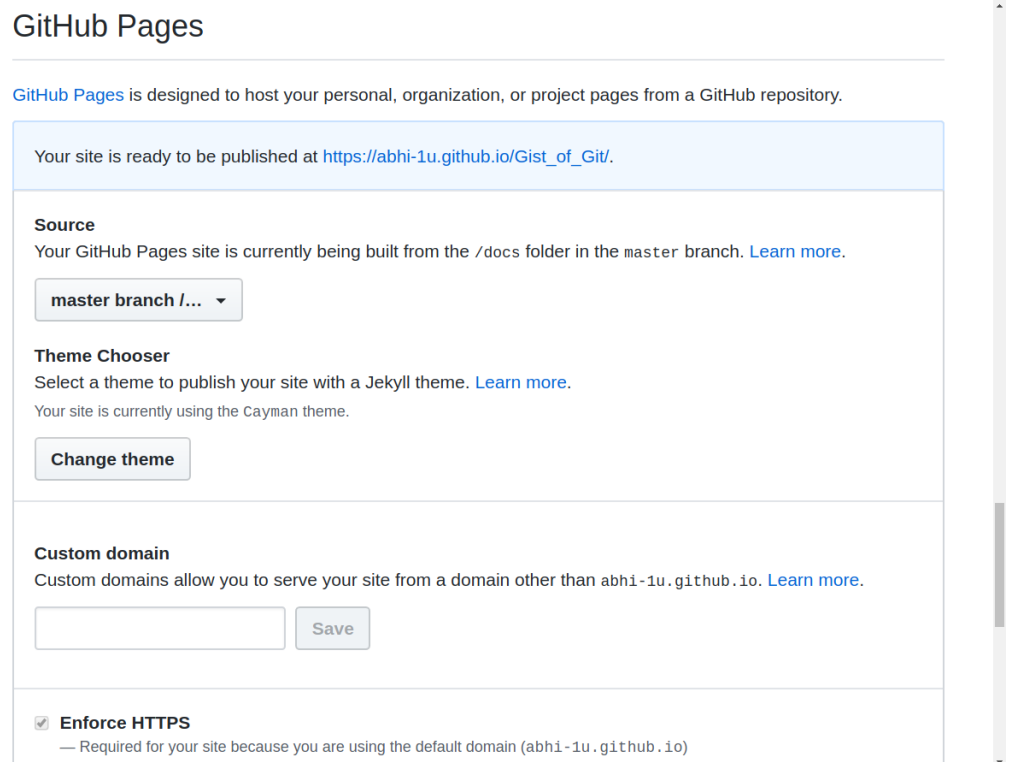 GitHub Pages
GitHub Pages is designed to host your personal, organization, or project pages from a GitHub repository.
Your site is ready to be published at https://abhi-1u.github.io/Gist_of_Git/.
Source
Your GitHub Pages site is currently being built from the /docs folder in the master branch. Learn more.
master branch /...
Theme Chooser
Select a theme to publish your site with a Jekyll theme. Learn more.
Your site is currently using the Cayman theme.
Change theme
Custom domain
Custom domains allow you to serve your site from a domain other than abhi-1u.github.io. Learn more.
Save
Enforce HTTPS
— Required for your site because you are using the default domain (abhi-1u.github.io)